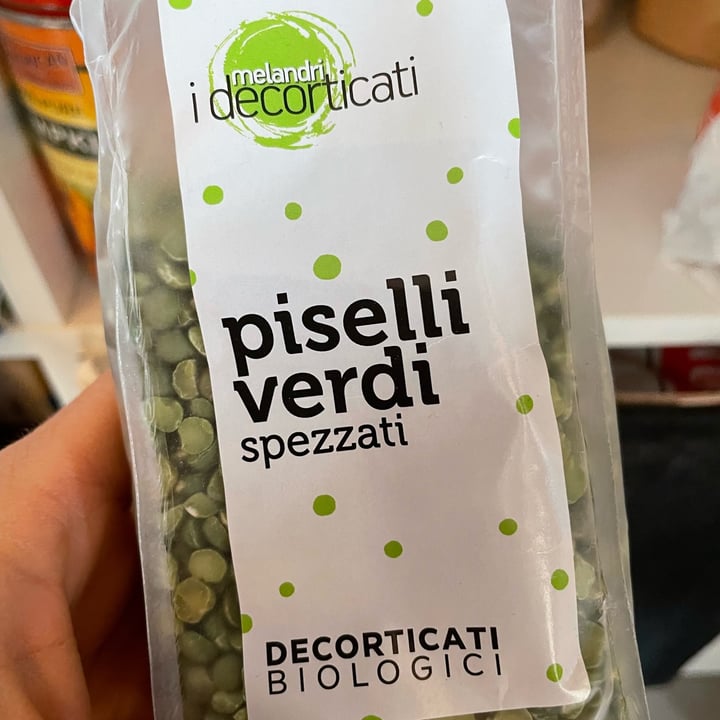 melandri
i decorticati
piselli
verdi
spezzati
DECORTICATI
BIOLOGICI